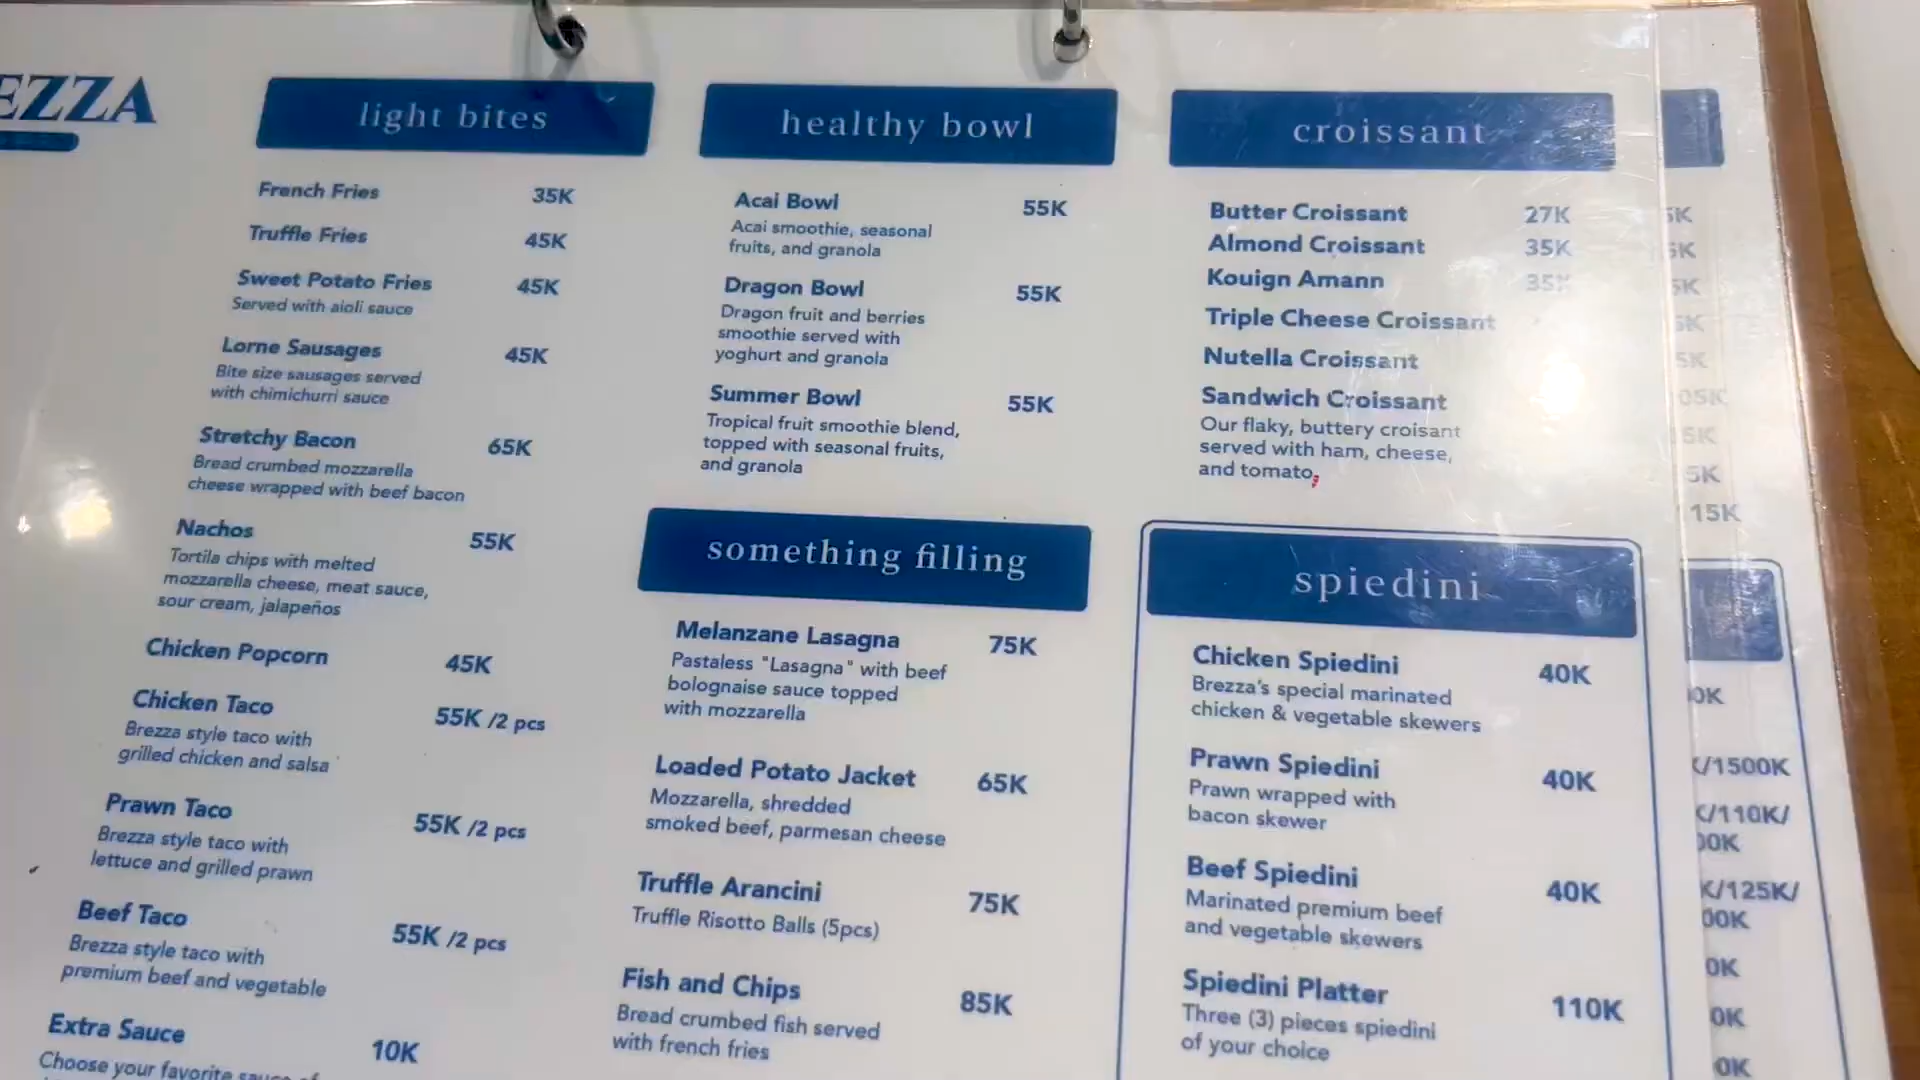 EZZA
light bites
French Fries 35K
Truffle Fries 45K
Sweet Potato Fries 45K
Served with aioli sauce
Lorne Sausages 45K
Bite size sausages served
with chimichurri sauce
Stretchy Bacon 65K
Bread crumbed mozzarella
cheese wrapped with beef bacon
Nachos 55K
Tortila chips with melted
mozzarella cheese, meat sauce,
sour cream, jalapeños
Chicken Popcorn 45K
Chicken Taco 55K /2 pcs
Brezza style taco with
grilled chicken and salsa
Prawn Taco 55K /2 pcs
Brezza style taco with
lettuce and grilled prawn
Beef Taco 55K /2 pcs
Brezza style taco with
premium beef and vegetable
Extra Sauce 10K
Choose your favorite sauce of
healthy bowl
Acai Bowl 55K
Acai smoothie, seasonal
fruits, and granola
Dragon Bowl 55K
Dragon fruit and berries
smoothie served with
yoghurt and granola
Summer Bowl 55K
Tropical fruit smoothie blend,
topped with seasonal fruits,
and granola
something filling
Melanzane Lasagna 75K
Pastaless "Lasagna" with beef
bolognaise sauce topped
with mozzarella
Loaded Potato Jacket 65K
Mozzarella, shredded
smoked beef, parmesan cheese
Truffle Arancini 75K
Truffle Risotto Balls (5pcs)
Fish and Chips 85K
Bread crumbed fish served
with french fries
croissant
Butter Croissant 27K
Almond Croissant 35K
Kouign Amann 35K
Triple Cheese Croissant
Nutella Croissant
Sandwich Croissant
Our flaky, buttery croisant
served with ham, cheese,
and tomato,
spiedini
Chicken Spiedini 40K
Brezza's special marinated
chicken & vegetable skewers
Prawn Spiedini 40K
Prawn wrapped with
bacon skewer
Beef Spiedini 40K
Marinated premium beef
and vegetable skewers
Spiedini Platter 110K
Three (3) pieces spiedini
of your choice
5K
5K
5K
5K
5K
05K
15K
5K
15K
0K
K/1500K
K/110K/
00K
K/125K/
00K
0K
0K
0K